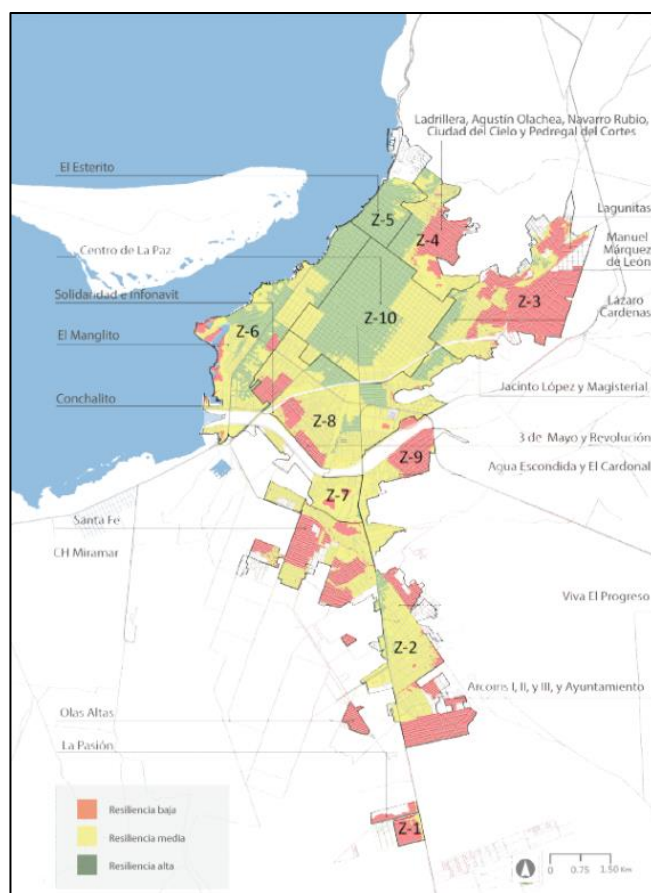 Ladrillera, Agustín Olachea, Navarro Rubio,
Ciudad del Cielo y Pedregal del Cortes
El Esterito
Z-5
Lagunitas
Z-4
Manuel
Márquez
de León
Centro de La Paz
Solidaridad e Infonavit
Z-3
Lázaro
Cardenas
Z-10
Z-6
El Manglito
Jacinto López y Magisterial
Conchalito
Z-8
3 de Mayo y Revolución
Z-9
Agua Escondida y El Cardonal
Z-7
Santa Fe
CH Miramar
Viva El Progreso
Z-2
Arcoiris I, II, y III, y Ayuntamiento
Olas Altas
La Pasión
Z-1
Resiliencia baja
Resiliencia media
Resiliencia alta
0 0.75 1.50 Km